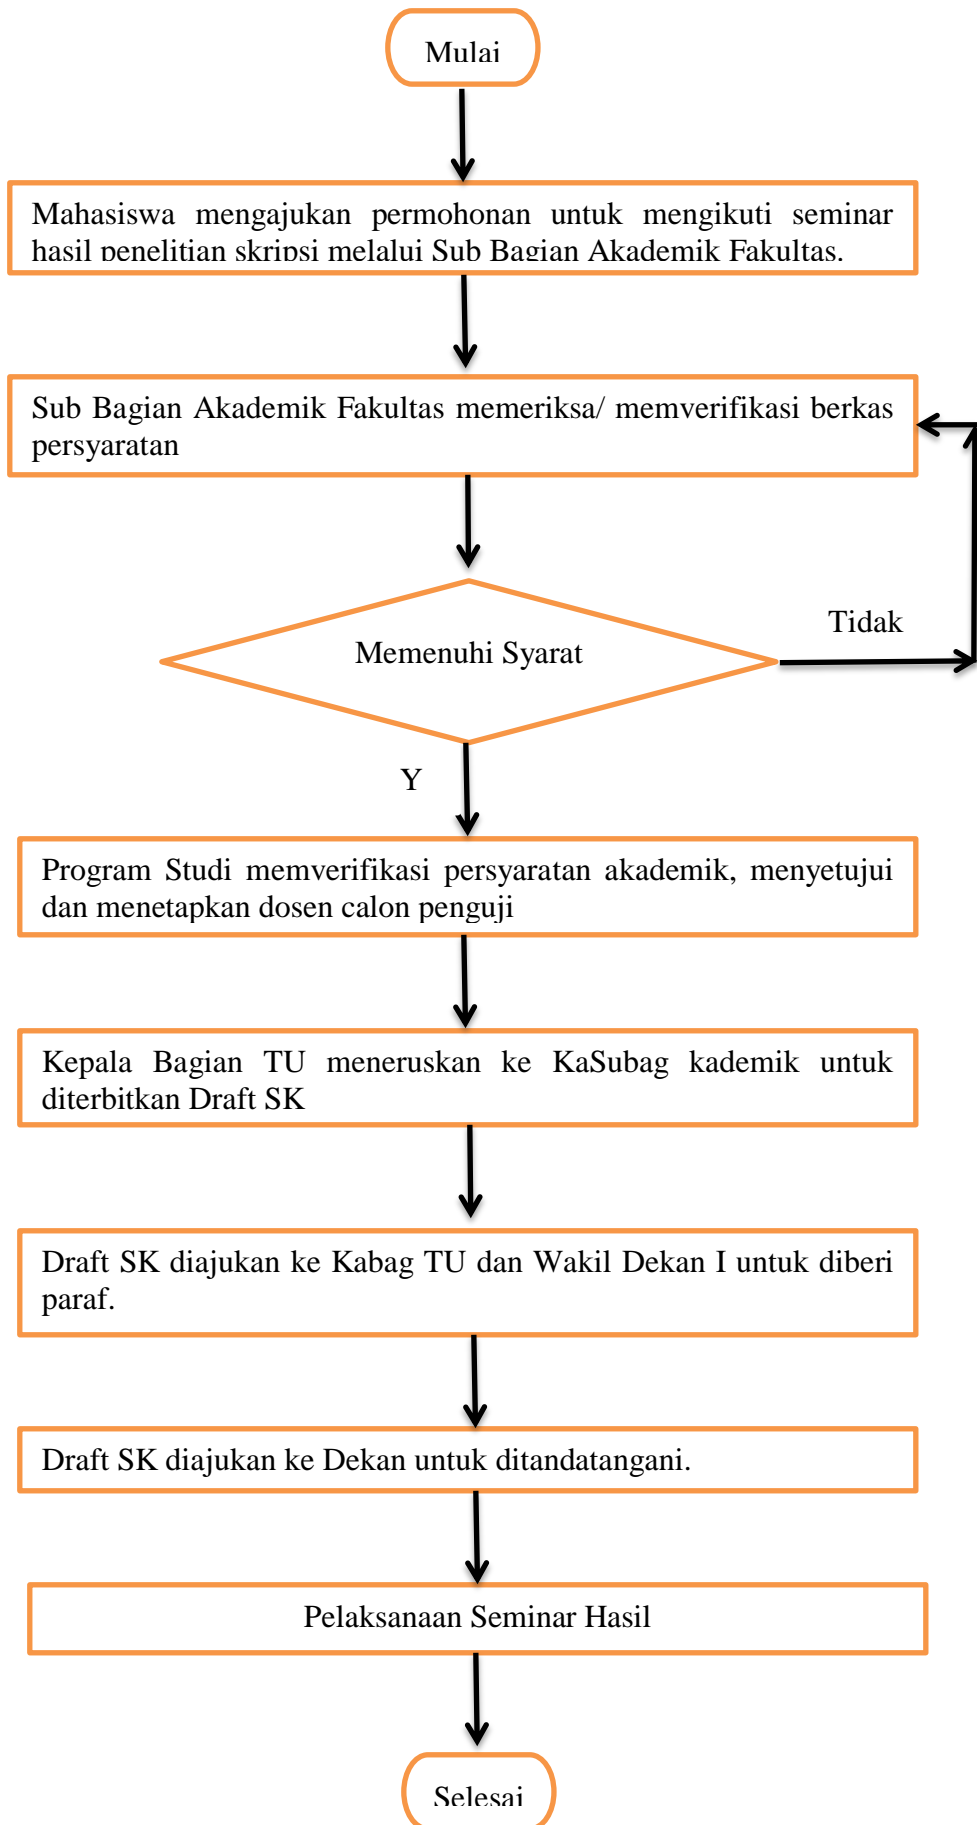 Mulai
Mahasiswa mengajukan permohonan untuk mengikuti seminar
hasil penelitian skripsi melalui Sub Bagian Akademik Fakultas.
Sub Bagian Akademik Fakultas memeriksa/ memverifikasi berkas
persyaratan
Memenuhi Syarat
Tidak
Y
Program Studi memverifikasi persyaratan akademik, menyetujui
dan menetapkan dosen calon penguji
Kepala Bagian TU meneruskan ke KaSubag kademik untuk
diterbitkan Draft SK
Draft SK diajukan ke Kabag TU dan Wakil Dekan I untuk diberi
paraf.
Draft SK diajukan ke Dekan untuk ditandatangani.
Pelaksanaan Seminar Hasil
Selesai